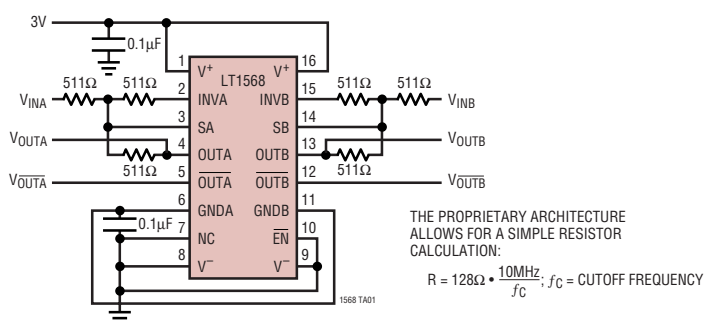 3V
0.1µF
1 V+ LT1568 V+ 16
511Ω 511Ω 2 INVA INVB 15 511Ω 511Ω
VINA VINB
3 SA SB 14
VOUTA VOUTB
4 OUTA OUTB 13
511Ω 511Ω
VOUTA 5 OUTA OUTB 12 VOUTB
6 GNDA GNDB 11
0.1µF 7 NC EN 10
8 V− V− 9
1568 TA01
THE PROPRIETARY ARCHITECTURE
ALLOWS FOR A SIMPLE RESISTOR
CALCULATION:
R = 128Ω • 10MHz/fC; fC = CUTOFF FREQUENCY